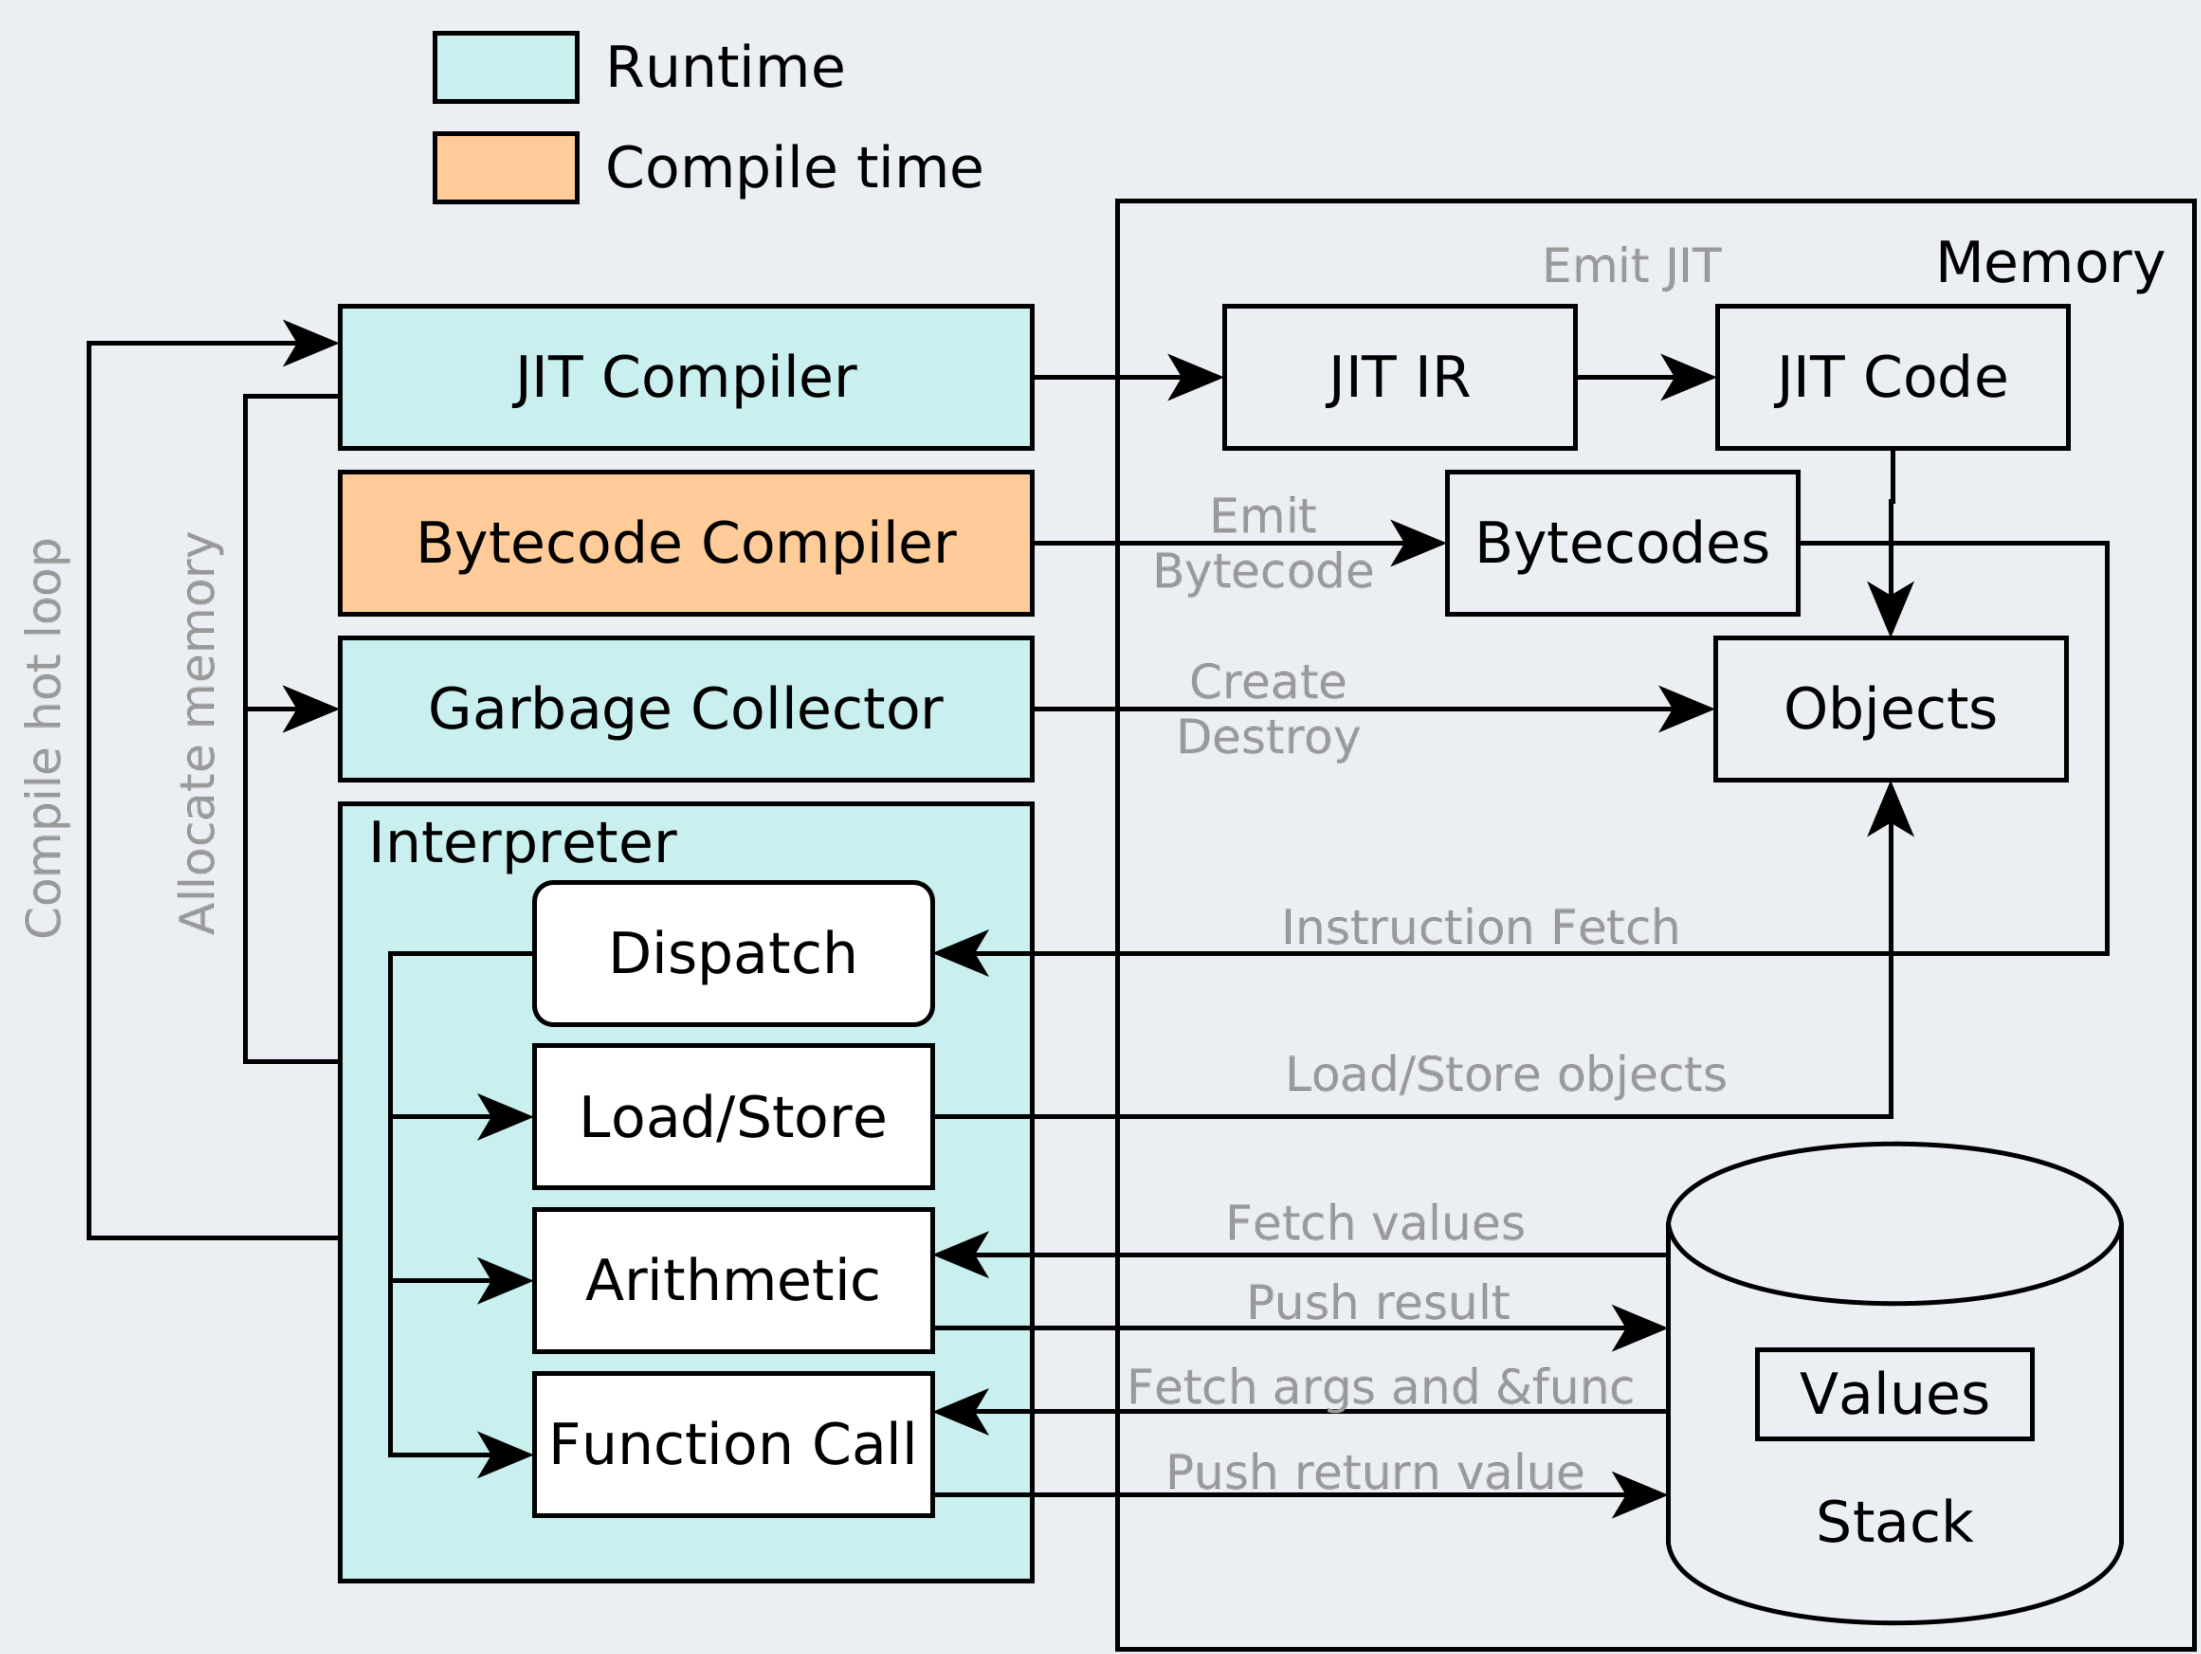 Runtime
Compile time
Memory
Emit JIT
JIT Compiler
JIT IR
JIT Code
Bytecode Compiler
Emit
Bytecode
Bytecodes
Garbage Collector
Create
Destroy
Objects
Compile hot loop
Allocate memory
Interpreter
Dispatch
Instruction Fetch
Load/Store
Load/Store objects
Arithmetic
Fetch values
Push result
Function Call
Fetch args and &func
Push return value
Values
Stack